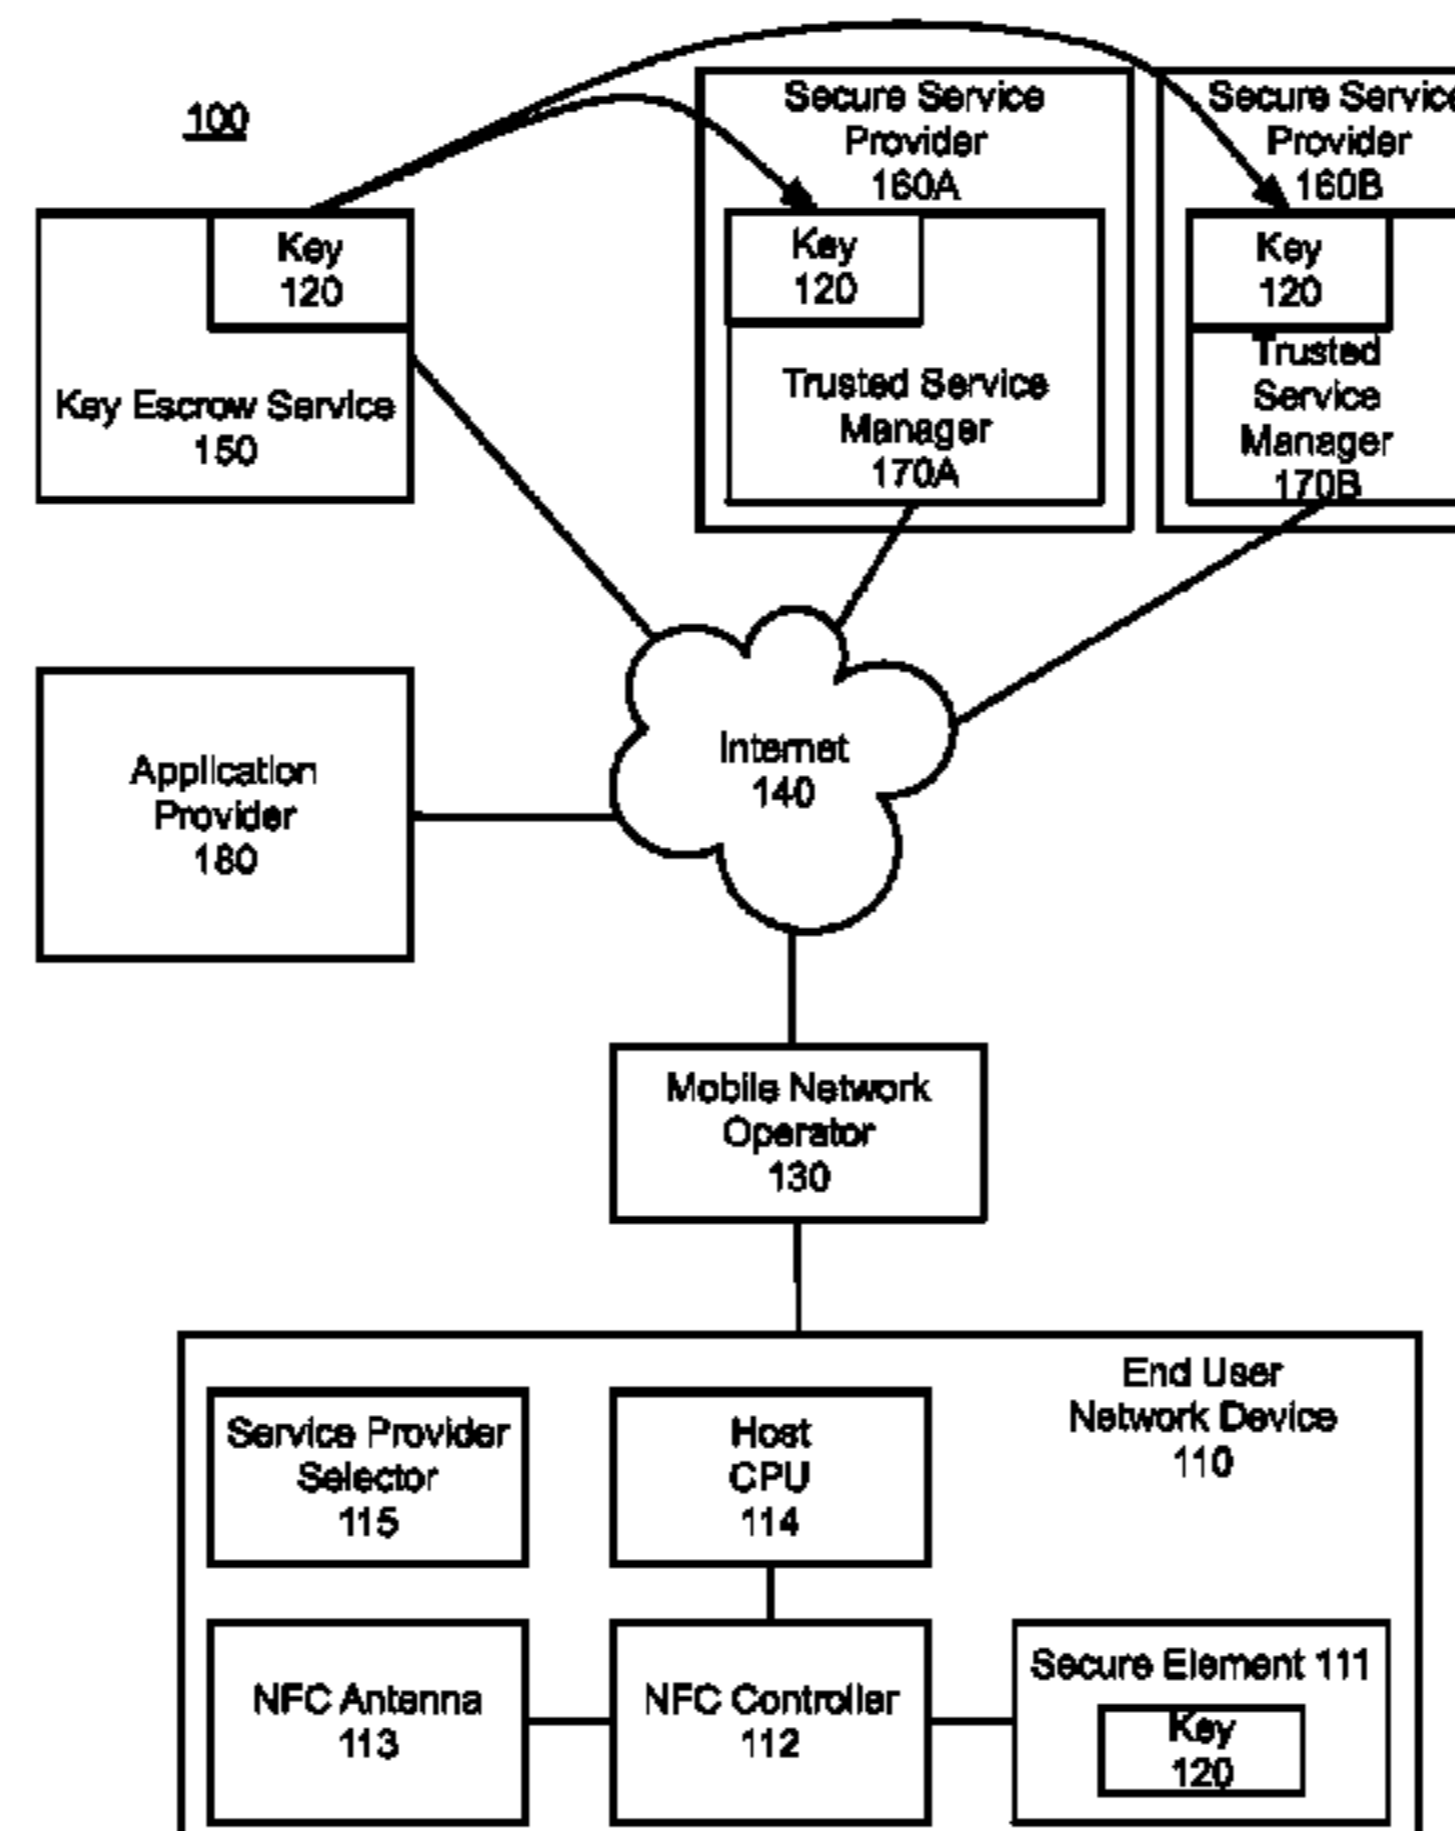 100
Secure Service
Provider
160A
Secure Service
Provider
160B
Key
120
Key Escrow Service
150
Key
120
Trusted Service
Manager
170A
Key
120
Trusted
Service
Manager
170B
Application
Provider
180
Internet
140
Mobile Network
Operator
130
End User
Network Device
110
Service Provider
Selector
115
Host
CPU
114
NFC Antenna
113
NFC Controller
112
Secure Element 111
Key
120